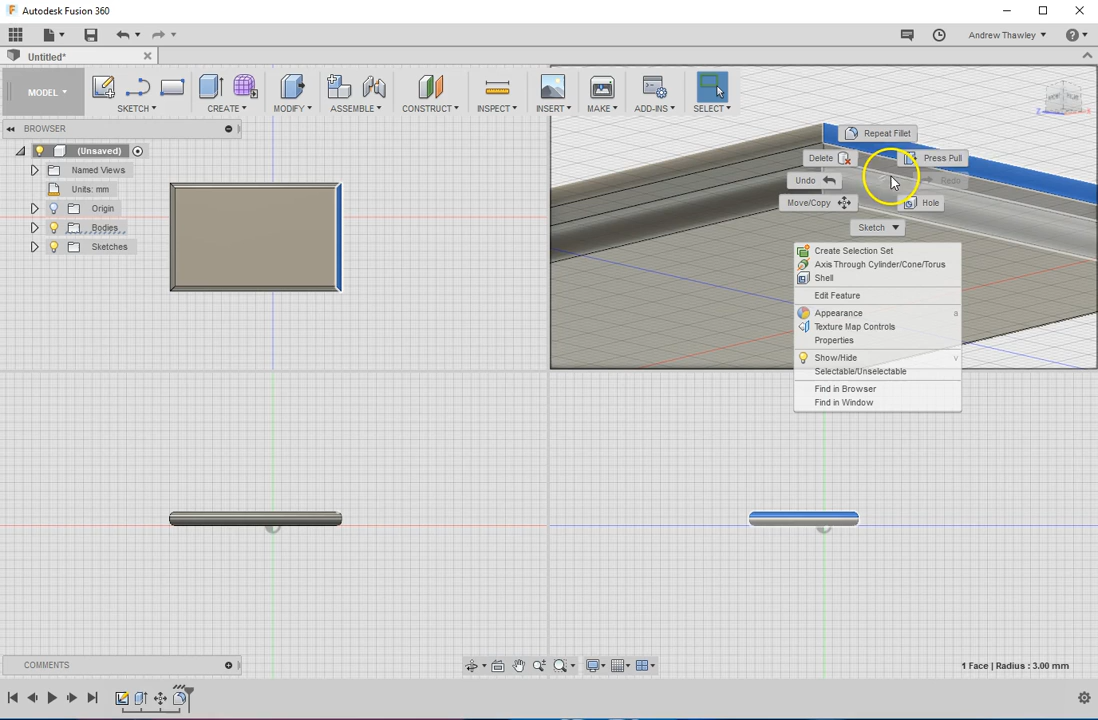 Autodesk Fusion 360
Andrew Thawley
Untitled*
MODEL
SKETCH
CREATE
MODIFY
ASSEMBLE
CONSTRUCT
INSPECT
INSERT
MAKE
ADD-INS
SELECT
BROWSER
(Unsaved)
Named Views
Units: mm
Origin
Bodies
Sketches
Repeat Fillet
Delete
Press Pull
Undo
Redo
Move/Copy
Hole
Sketch
Create Selection Set
Axis Through Cylinder/Cone/Torus
Shell
Edit Feature
Appearance a
Texture Map Controls
Properties
Show/Hide v
Selectable/Unselectable
Find in Browser
Find in Window
COMMENTS
1 Face | Radius : 3.00 mm